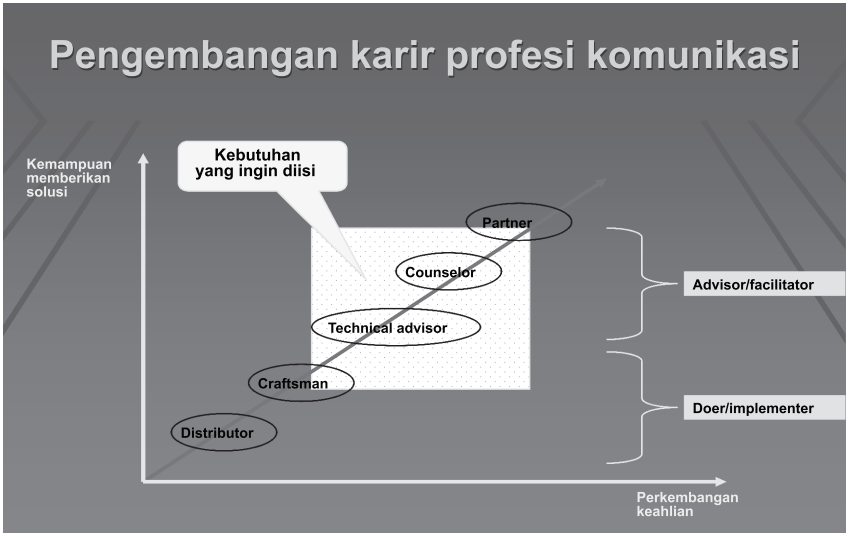 Pengembangan karir profesi komunikasi
Kemampuan
memberikan
solusi
Kebutuhan
yang ingin diisi
Partner
Counselor
Advisor/facilitator
Technical advisor
Craftsman
Doer/implementer
Distributor
Perkembangan
keahlian